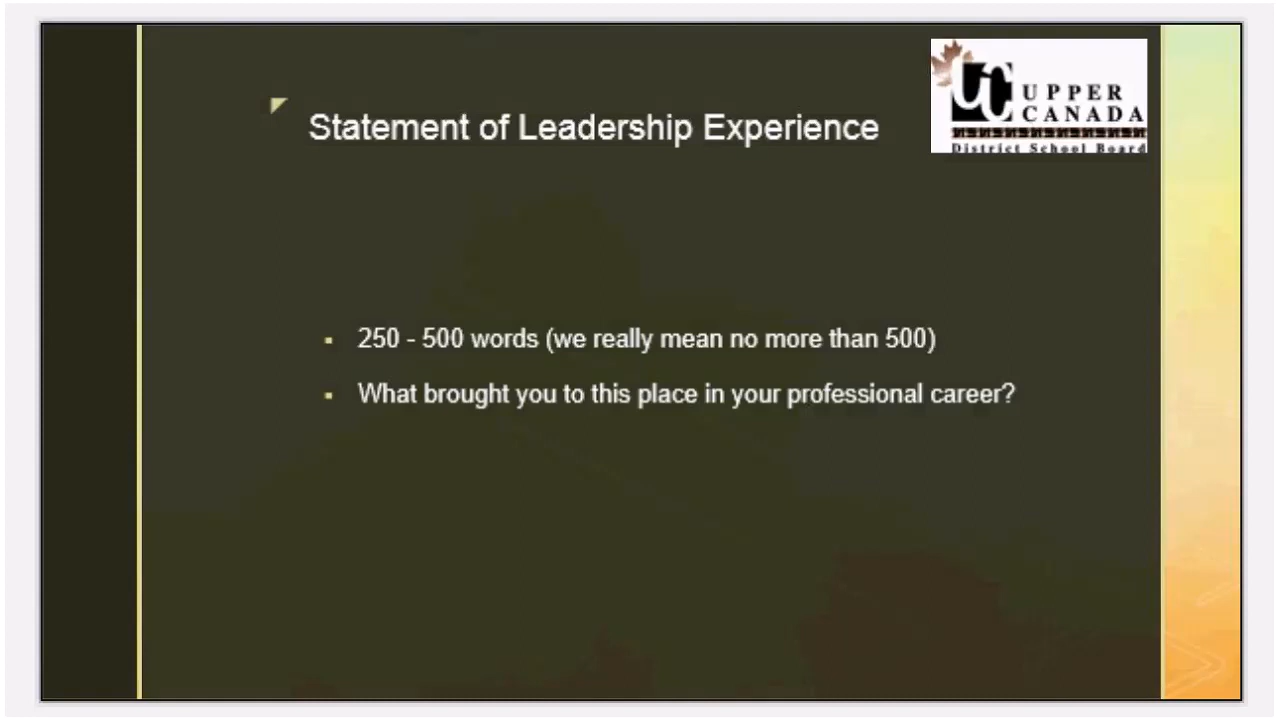 Statement of Leadership Experience
UC UPPER
CANADA
District School Board
250 - 500 words (we really mean no more than 500)
What brought you to this place in your professional career?